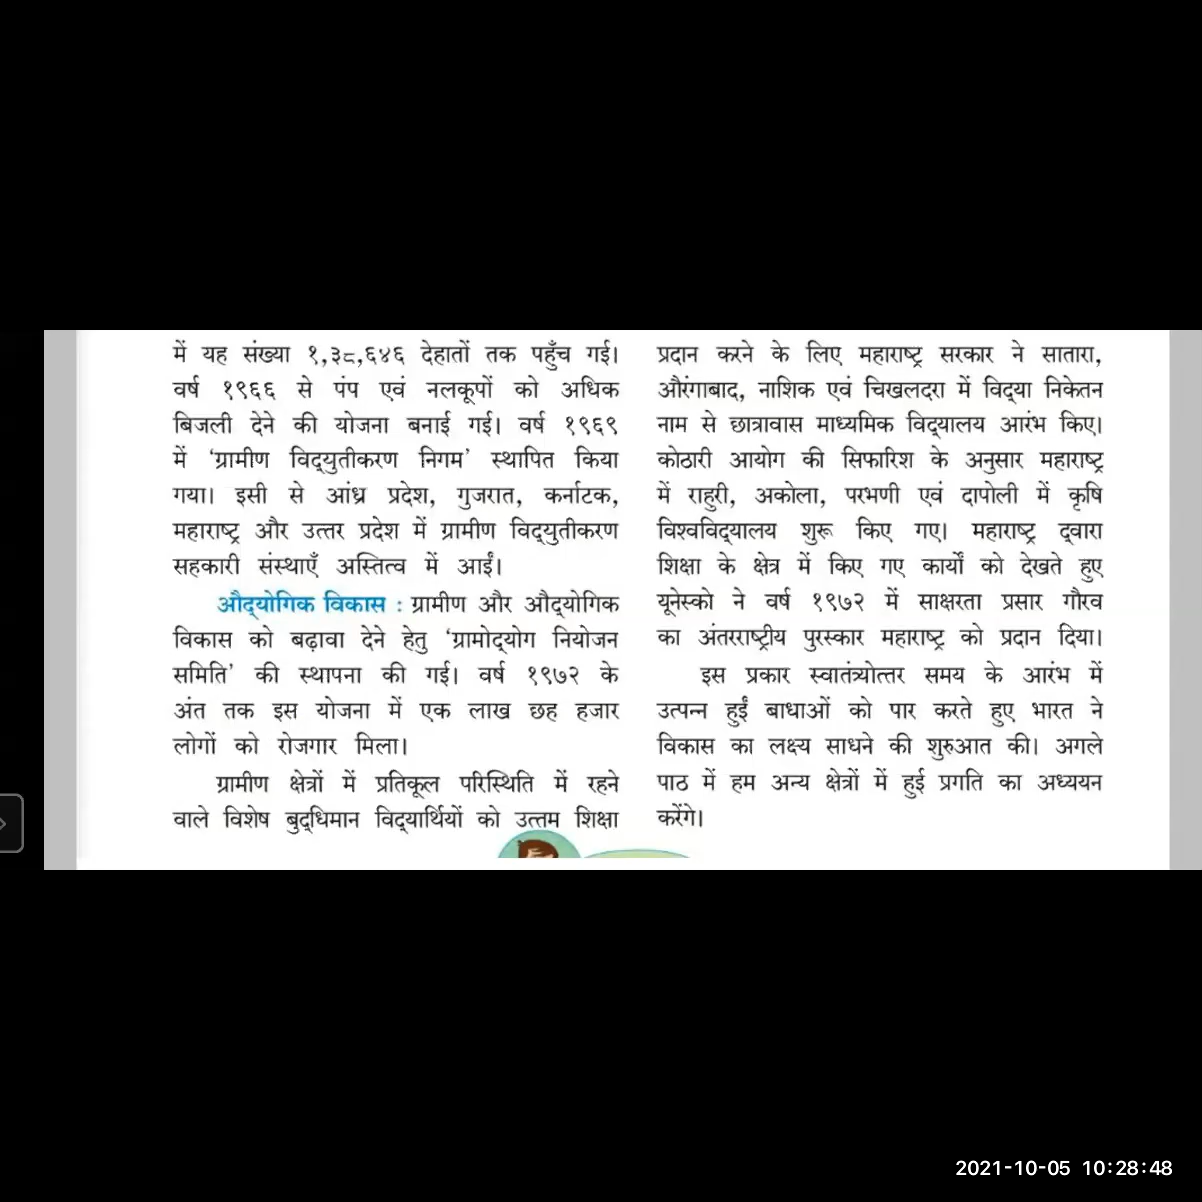 में यह संख्या १,३८,६४६ देहातों तक पहुँच गई।
वर्ष १९६६ से पंप एवं नलकूपों को अधिक
बिजली देने की योजना बनाई गई। वर्ष १९६९
में ‘ग्रामीण विद्युतीकरण निगम’ स्थापित किया
गया। इसी से आंध्र प्रदेश, गुजरात, कर्नाटक,
महाराष्ट्र और उत्तर प्रदेश में ग्रामीण विद्युतीकरण
सहकारी संस्थाएँ अस्तित्व में आईं।
औद्योगिक विकास : ग्रामीण और औद्योगिक
विकास को बढ़ावा देने हेतु ‘ग्रामोद्योग नियोजन
समिति’ की स्थापना की गई। वर्ष १९७२ के
अंत तक इस योजना में एक लाख छह हजार
लोगों को रोजगार मिला।
ग्रामीण क्षेत्रों में प्रतिकूल परिस्थिति में रहने
वाले विशेष बुद्धिमान विद्यार्थियों को उत्तम शिक्षा
प्रदान करने के लिए महाराष्ट्र सरकार ने सातारा,
औरंगाबाद, नाशिक एवं चिखलदरा में विद्या निकेतन
नाम से छात्रावास माध्यमिक विद्यालय आरंभ किए।
कोठारी आयोग की सिफारिश के अनुसार महाराष्ट्र
में राहुरी, अकोला, परभणी एवं दापोली में कृषि
विश्वविद्यालय शुरू किए गए। महाराष्ट्र द्वारा
शिक्षा के क्षेत्र में किए गए कार्यों को देखते हुए
यूनेस्को ने वर्ष १९७२ में साक्षरता प्रसार गौरव
का अंतरराष्ट्रीय पुरस्कार महाराष्ट्र को प्रदान दिया।
इस प्रकार स्वातंत्र्योत्तर समय के आरंभ में
उत्पन्न हुईं बाधाओं को पार करते हुए भारत ने
विकास का लक्ष्य साधने की शुरुआत की। अगले
पाठ में हम अन्य क्षेत्रों में हुई प्रगति का अध्ययन
करेंगे।
2021-10-05 10:28:48